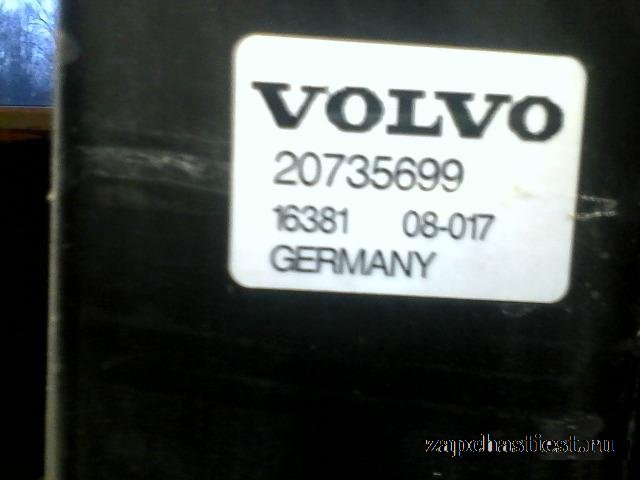 VOLVO
20735699
16381 08-017
GERMANY
zapchastiest.ru